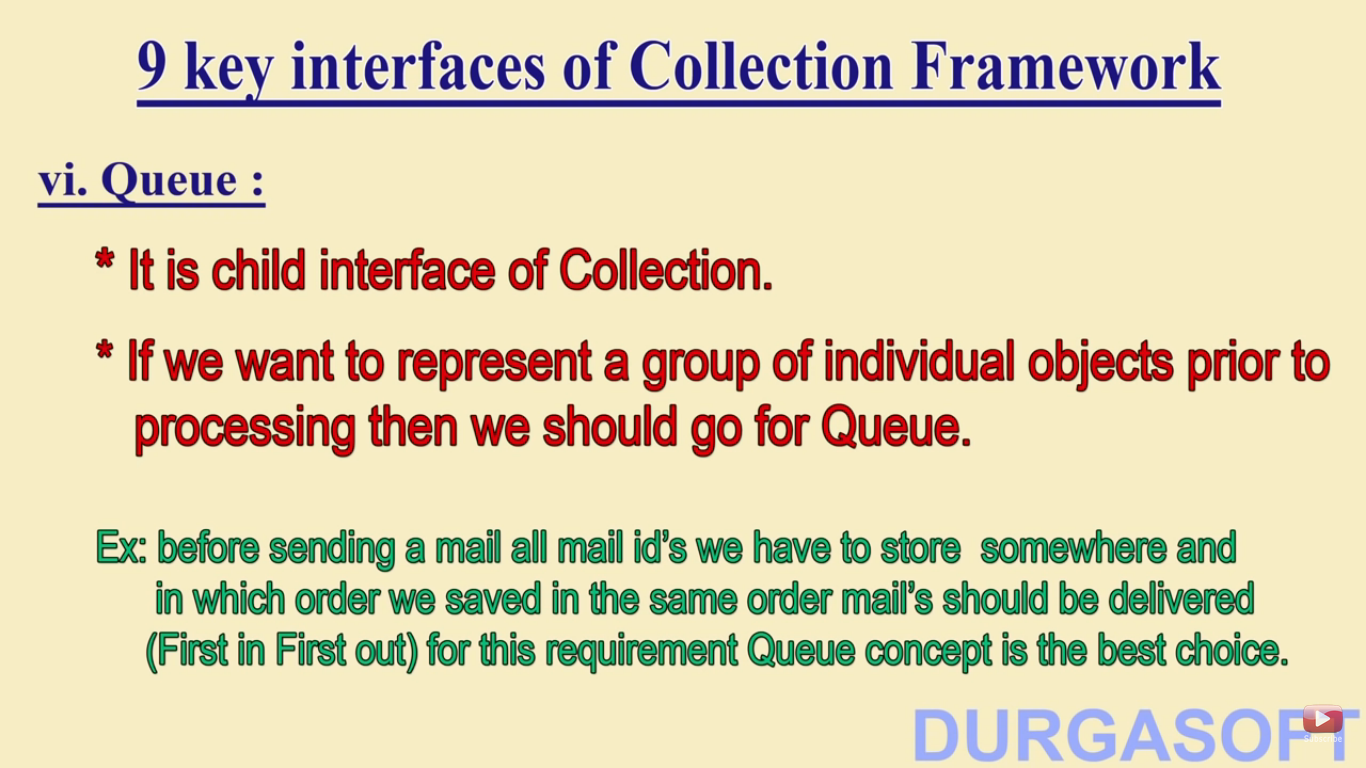 9 key interfaces of Collection Framework
vi. Queue :
* It is child interface of Collection.
* If we want to represent a group of individual objects prior to
processing then we should go for Queue.
Ex: before sending a mail all mail id’s we have to store somewhere and
in which order we saved in the same order mail’s should be delivered
(First in First out) for this requirement Queue concept is the best choice.
DURGASOFT
Subscribe